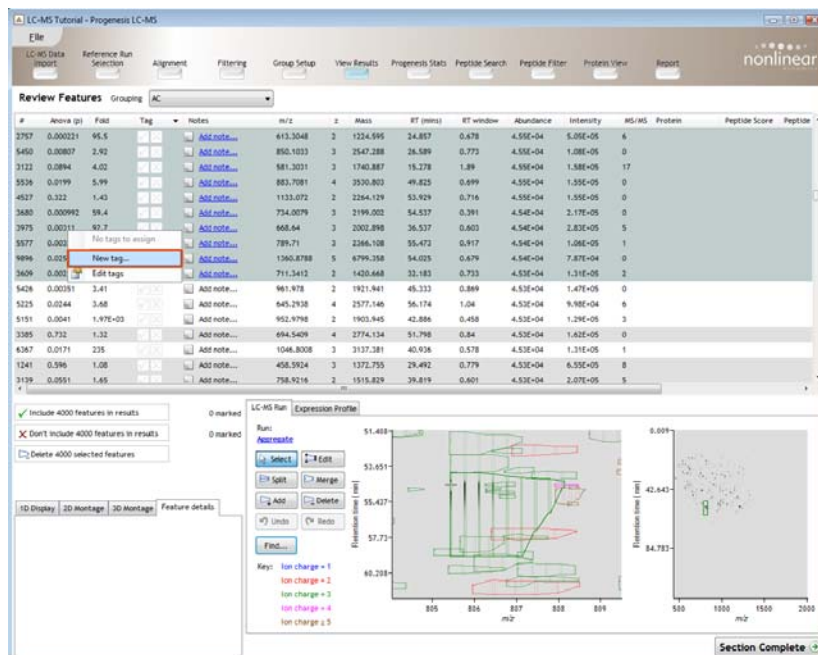 LC-MS Tutorial - Progenesis LC-MS
File
LC-MS Data Import
Reference Run Selection
Alignment
Filtering
Group Setup
View Results
Progenesis Stats
Peptide Search
Peptide Filter
Protein View
Report
nonlinear
Review Features Grouping AC
# Anova (p) Fold Tag Notes m/z z Mass RT (mins) RT window Abundance Intensity MS/MS Protein Peptide Score Peptide
2757 0.000221 95.5 Add note... 613.3048 2 1224.595 24.857 0.678 4.55E+04 5.05E+05 6
5450 0.00807 2.92 Add note... 850.1033 3 2547.288 26.589 0.773 4.55E+04 1.08E+05 0
3122 0.0894 4.02 Add note... 581.3031 3 1740.887 15.278 1.89 4.55E+04 1.58E+05 17
5536 0.0199 5.99 Add note... 883.7081 4 3530.803 49.825 0.699 4.55E+04 1.55E+05 0
4527 0.322 1.43 Add note... 1133.072 2 2264.129 53.929 0.716 4.55E+04 1.55E+05 0
3680 0.000992 59.4 Add note... 734.0079 3 2199.002 54.537 0.391 4.54E+04 2.17E+05 0
3975 0.00311 92.7 Add note... 668.64 3 2002.898 36.537 0.603 4.54E+04 2.83E+05 5
5577 Add note... 789.71 3 2366.108 55.472 0.917 4.54E+04 1.06E+05 1
9896 Add note... 1360.8788 5 6799.358 54.025 0.679 4.54E+04 7.87E+04 0
3609 Add note... 711.3412 2 1420.668 32.183 0.733 4.53E+04 1.31E+05 2
No tags to assign
New tag...
Edit tags
5426 0.00351 3.41 Add note... 961.978 2 1921.941 45.333 0.869 4.53E+04 1.47E+05 0
5225 0.0244 3.68 Add note... 645.2938 4 2577.146 56.174 1.04 4.53E+04 9.98E+04 6
5151 0.0041 1.97E+03 Add note... 952.9798 2 1903.945 42.886 0.458 4.53E+04 1.29E+05 3
3385 0.732 1.32 Add note... 694.5409 4 2774.134 51.798 0.84 4.53E+04 1.62E+05 0
6367 0.0171 235 Add note... 1046.8008 3 3137.381 40.936 0.578 4.53E+04 1.31E+05 1
1241 0.596 1.08 Add note... 458.5924 3 1372.755 29.492 0.779 4.53E+04 6.55E+05 8
3139 0.0551 1.65 Add note... 758.9216 2 1515.829 39.819 0.601 4.53E+04 2.07E+05 5
Include 4000 features in results 0 marked
Don't include 4000 features in results 0 marked
Delete 4000 selected features
1D Display 2D Montage 3D Montage Feature details
LC-MS Run Expression Profile
Run:
Aggregate
Select Edit
Split Merge
Add Delete
Undo Redo
Find...
Key: Ion charge = 1
Ion charge = 2
Ion charge = 3
Ion charge = 4
Ion charge ≥ 5
Retention time (min)
51.408
53.651
55.437
57.73
60.288
805 806 807 808 809
m/z
Retention time (min)
0.009
42.643
84.783
500 1000 1500 2000
m/z
Section Complete